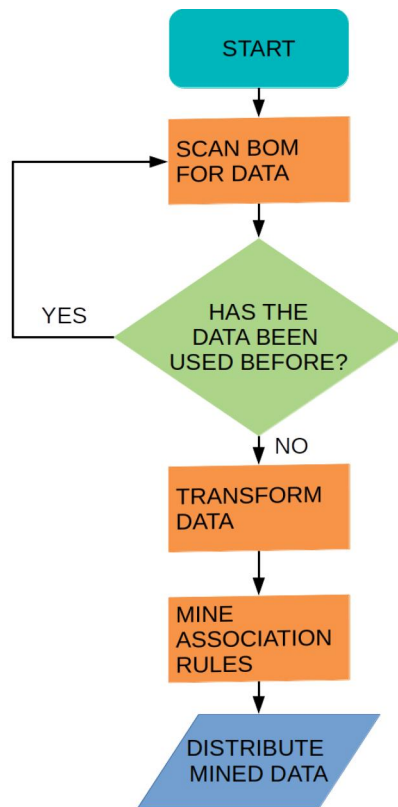 START
SCAN BOM
FOR DATA
HAS THE
DATA BEEN
USED BEFORE?
YES
NO
TRANSFORM
DATA
MINE
ASSOCIATION
RULES
DISTRIBUTE
MINED DATA